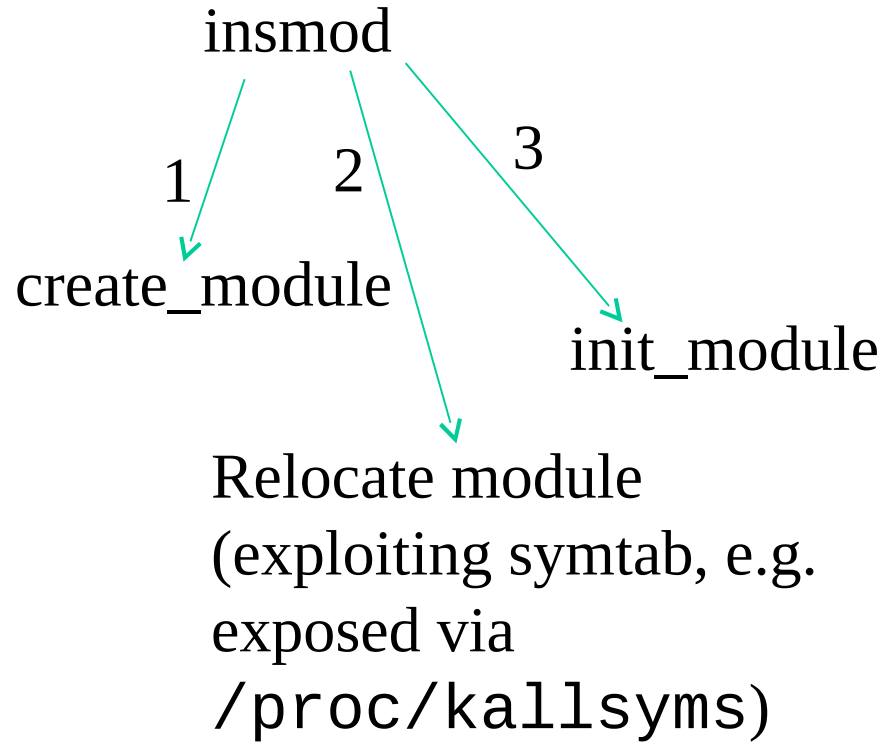 insmod
1
2
3
create_module
init_module
Relocate module
(exploiting symtab, e.g.
exposed via
/proc/kallsyms)